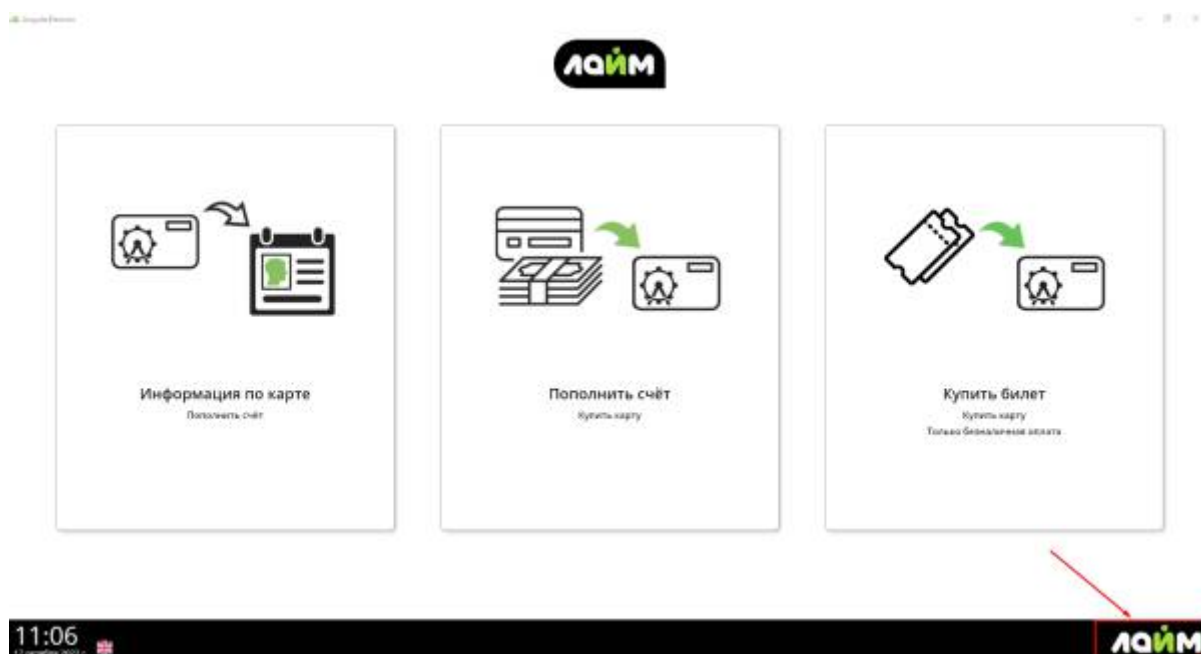 лайм
Информация по карте
Пополнить счёт
Пополнить счёт
Купить карту
Купить билет
Купить карту
Только безналичная оплата
11:06
лайм